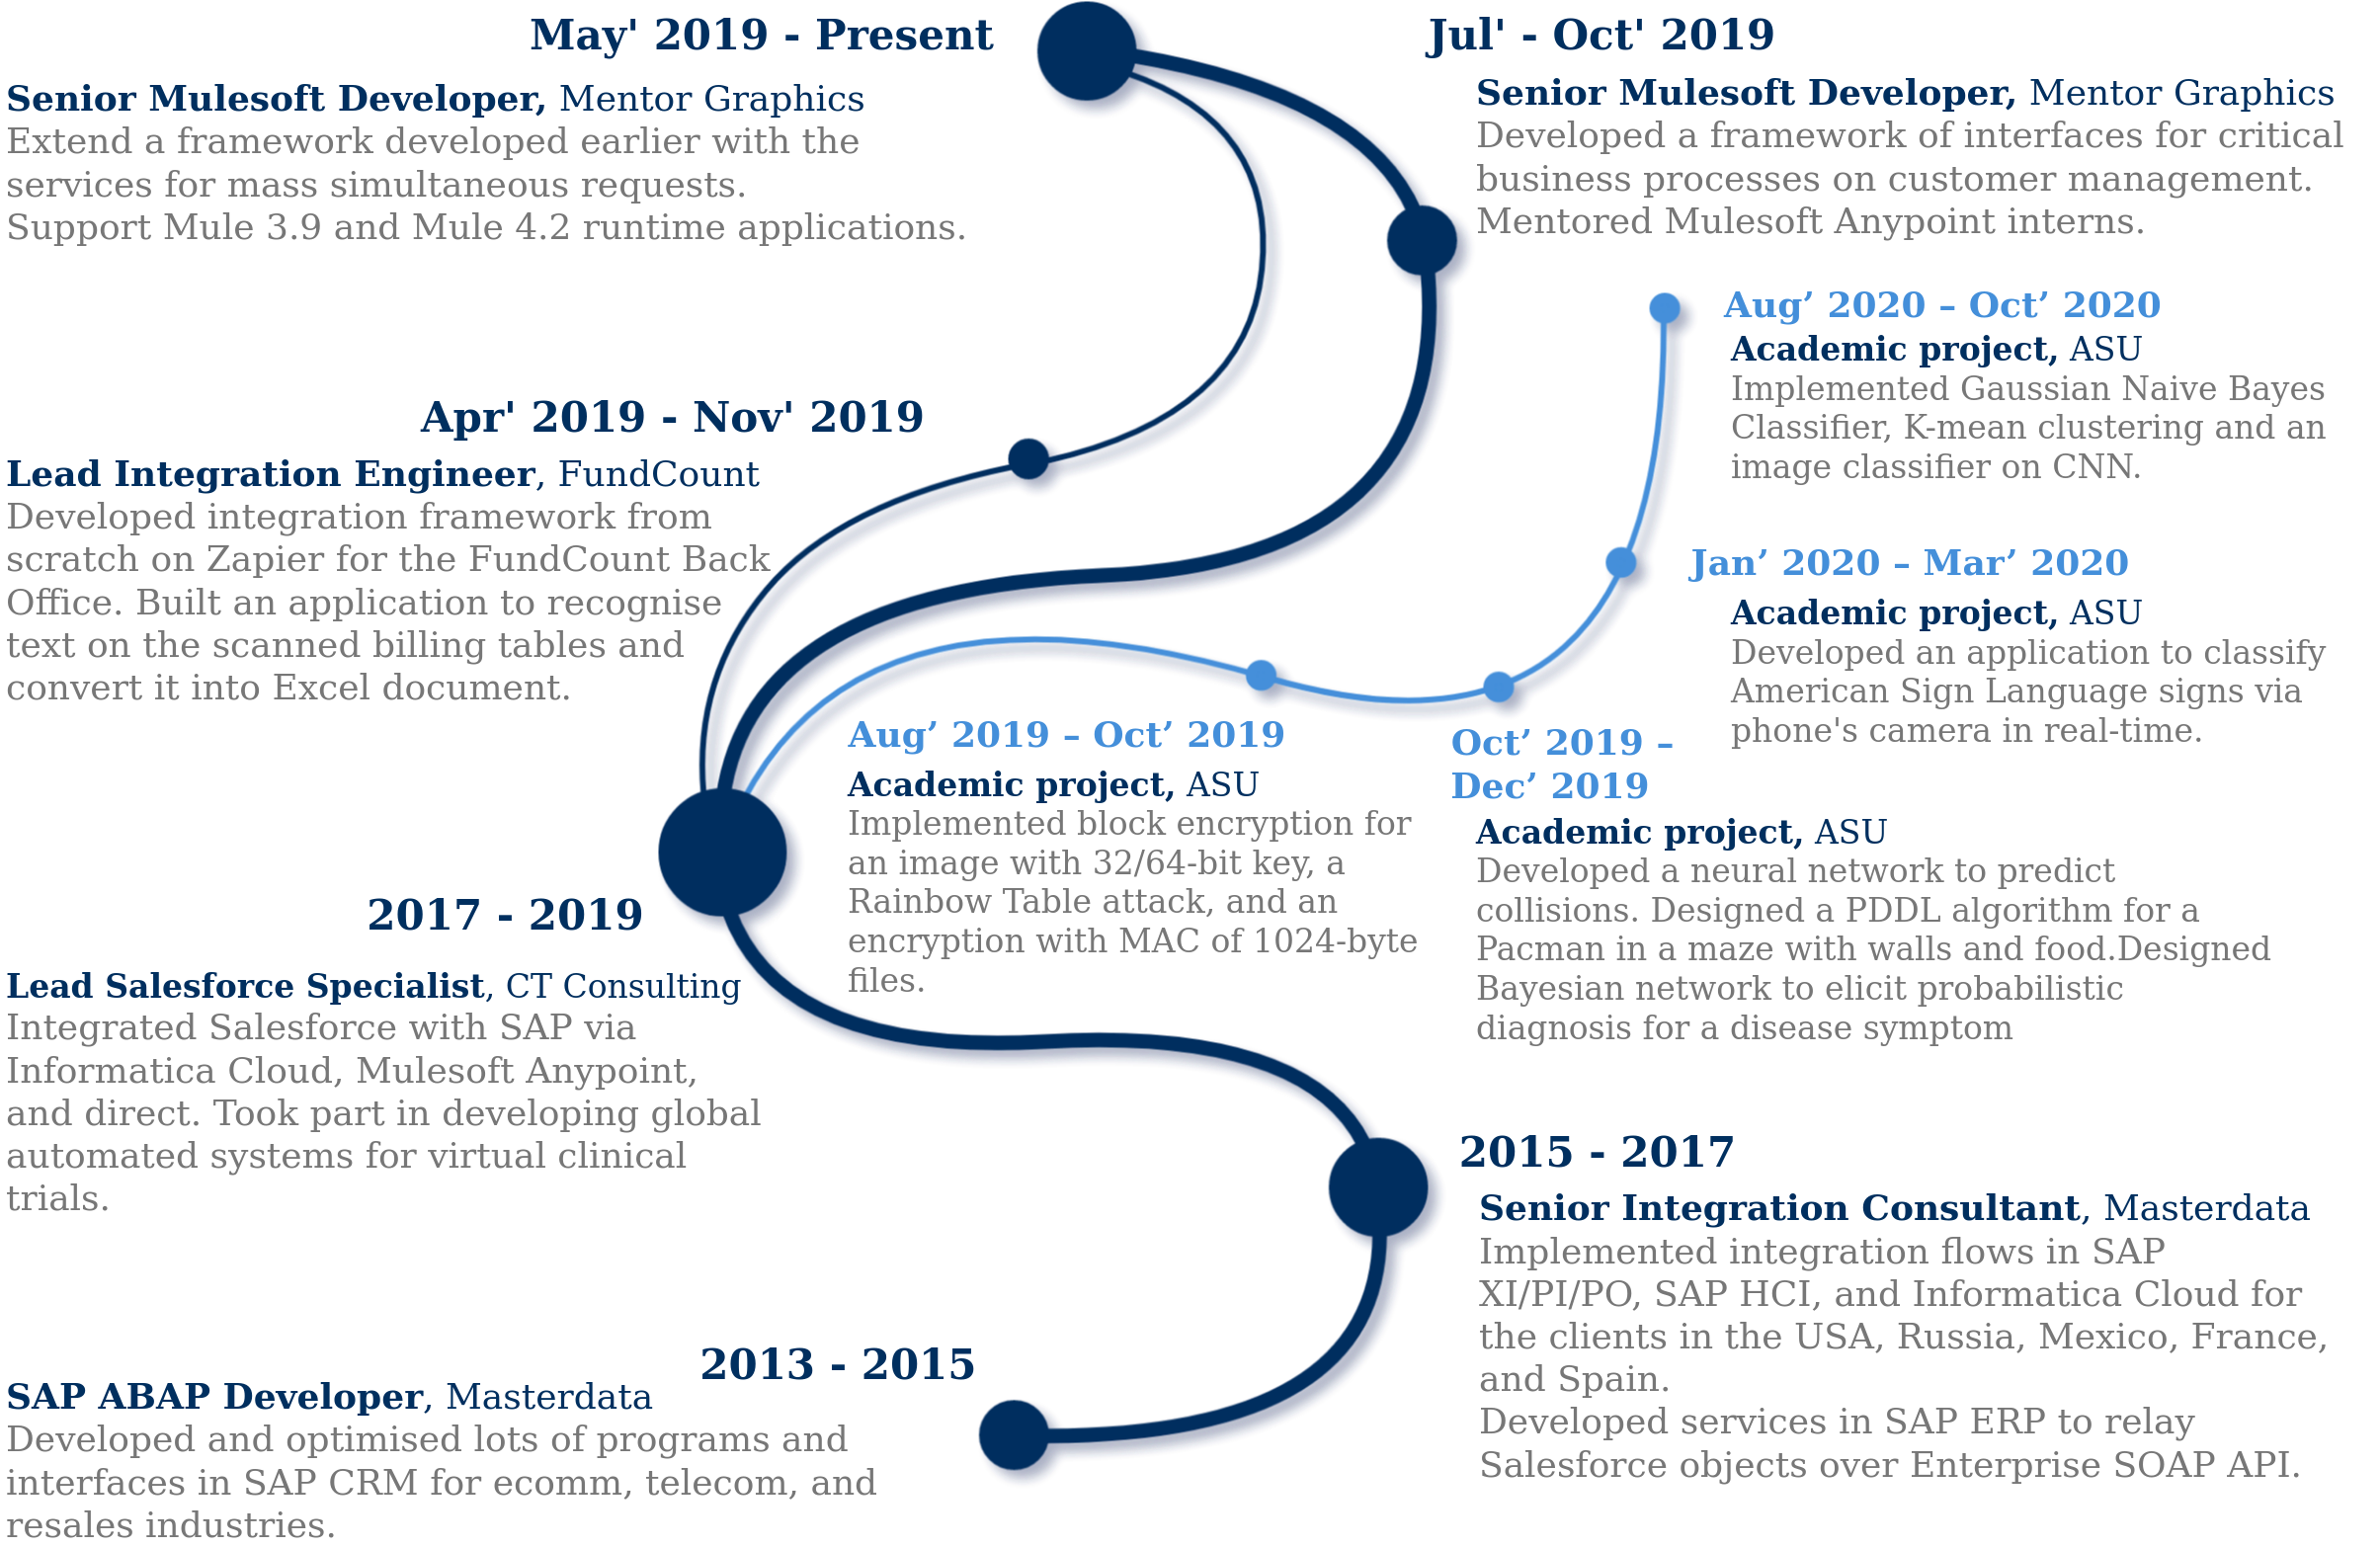 May' 2019 - Present
Senior Mulesoft Developer, Mentor Graphics
Extend a framework developed earlier with the
services for mass simultaneous requests.
Support Mule 3.9 and Mule 4.2 runtime applications.
Jul' - Oct' 2019
Senior Mulesoft Developer, Mentor Graphics
Developed a framework of interfaces for critical
business processes on customer management.
Mentored Mulesoft Anypoint interns.
Aug’ 2020 – Oct’ 2020
Academic project, ASU
Implemented Gaussian Naive Bayes
Classifier, K-mean clustering and an
image classifier on CNN.
Apr' 2019 - Nov' 2019
Lead Integration Engineer, FundCount
Developed integration framework from
scratch on Zapier for the FundCount Back
Office. Built an application to recognise
text on the scanned billing tables and
convert it into Excel document.
Jan’ 2020 – Mar’ 2020
Academic project, ASU
Developed an application to classify
American Sign Language signs via
phone's camera in real-time.
Aug’ 2019 – Oct’ 2019
Academic project, ASU
Implemented block encryption for
an image with 32/64-bit key, a
Rainbow Table attack, and an
encryption with MAC of 1024-byte
files.
Oct’ 2019 –
Dec’ 2019
Academic project, ASU
Developed a neural network to predict
collisions. Designed a PDDL algorithm for a
Pacman in a maze with walls and food.Designed
Bayesian network to elicit probabilistic
diagnosis for a disease symptom
2017 - 2019
Lead Salesforce Specialist, CT Consulting
Integrated Salesforce with SAP via
Informatica Cloud, Mulesoft Anypoint,
and direct. Took part in developing global
automated systems for virtual clinical
trials.
2015 - 2017
Senior Integration Consultant, Masterdata
Implemented integration flows in SAP
XI/PI/PO, SAP HCI, and Informatica Cloud for
the clients in the USA, Russia, Mexico, France,
and Spain.
Developed services in SAP ERP to relay
Salesforce objects over Enterprise SOAP API.
2013 - 2015
SAP ABAP Developer, Masterdata
Developed and optimised lots of programs and
interfaces in SAP CRM for ecomm, telecom, and
resales industries.